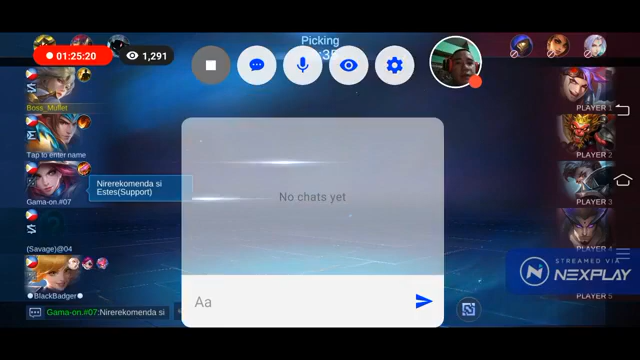 Picking
01:25:20
1,291
:35
Boss_Muffet
Tap to enter name
Nirerekomenda si
Estes(Support)
Gama-on.#07
(Savage)@04
●BlackBadger●
Gama-on.#07:Nirerekomenda si
No chats yet
Aa
PLAYER 1
PLAYER 2
PLAYER 3
PLAYER 4
STREAMED VIA
NEXPLAY
PLAYER 5